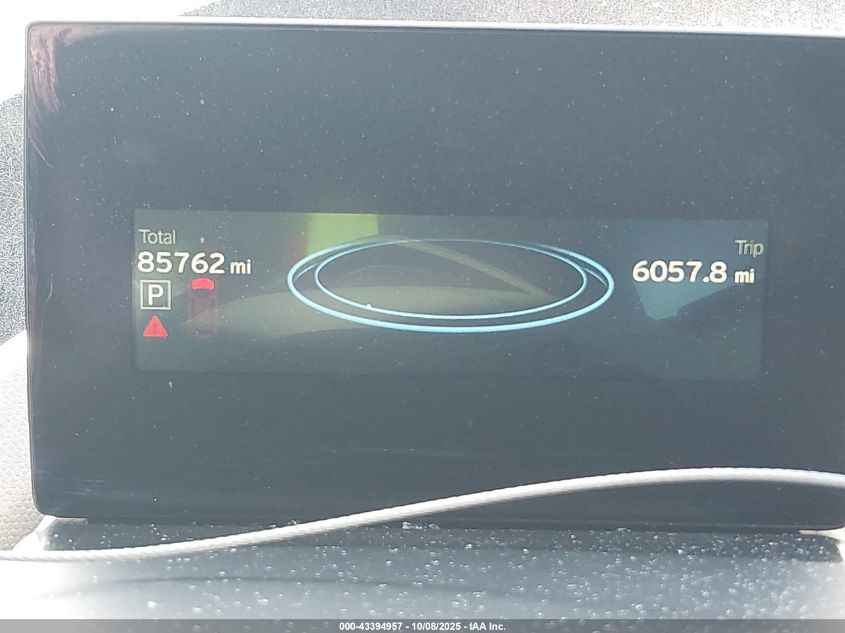 Total
85762 mi
P
Trip
6057.8 mi
000-43394957 - 10/08/2025 - IAA Inc.